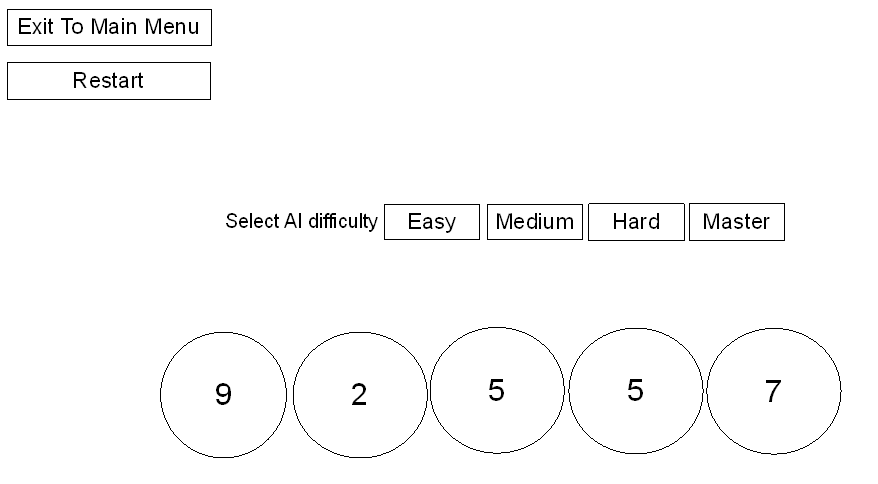 Exit To Main Menu
Restart
Select AI difficulty Easy Medium Hard Master
9 2 5 5 7